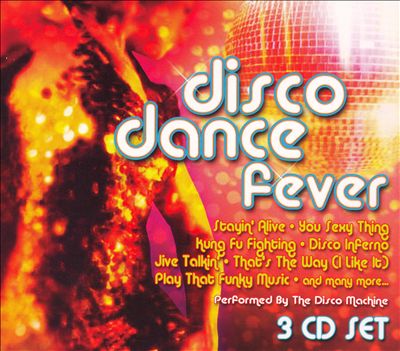 disco
dance
fever
Stayin' Alive • You Sexy Thing
Kung Fu Fighting • Disco Inferno
Jive Talkin' • That's The Way (I Like It)
Play That Funky Music • and many more...
Performed By The Disco Machine
3 CD SET